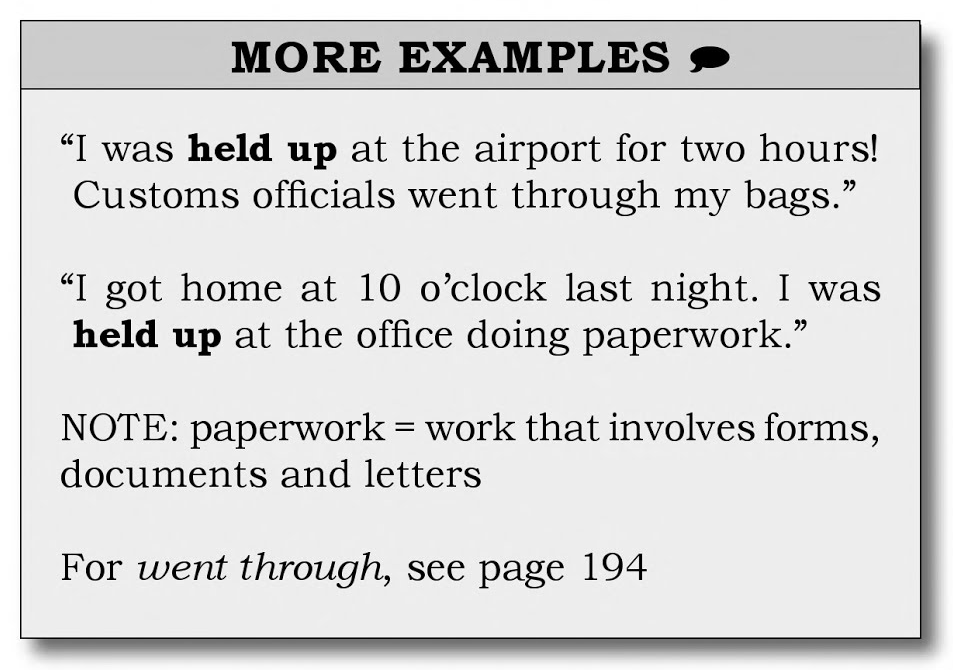 MORE EXAMPLES
“I was held up at the airport for two hours!
Customs officials went through my bags.”
“I got home at 10 o’clock last night. I was
held up at the office doing paperwork.”
NOTE: paperwork = work that involves forms,
documents and letters
For went through, see page 194